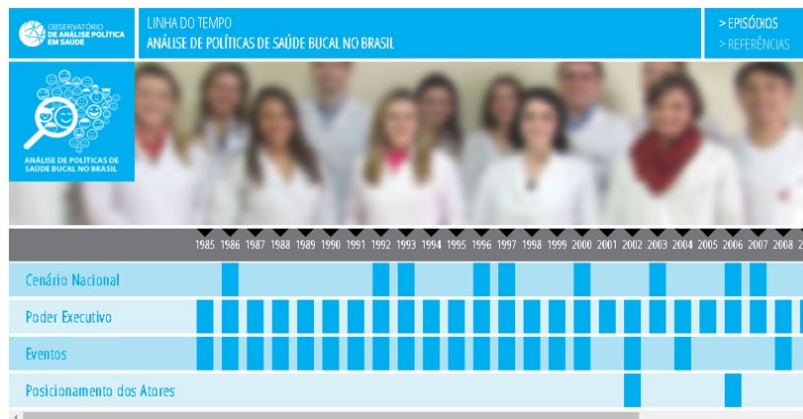 OBSERVATÓRIO
DE ANÁLISE POLÍTICA
EM SAÚDE
LINHA DO TEMPO
ANÁLISE DE POLÍTICAS DE SAÚDE BUCAL NO BRASIL
> EPISÓDIOS
> REFERÊNCIAS
ANÁLISE DE POLÍTICAS DE
SAÚDE BUCAL NO BRASIL
1985 1986 1987 1988 1989 1990 1991 1992 1993 1994 1995 1996 1997 1998 1999 2000 2001 2002 2003 2004 2005 2006 2007 2008
Cenário Nacional
Poder Executivo
Eventos
Posicionamento dos Atores